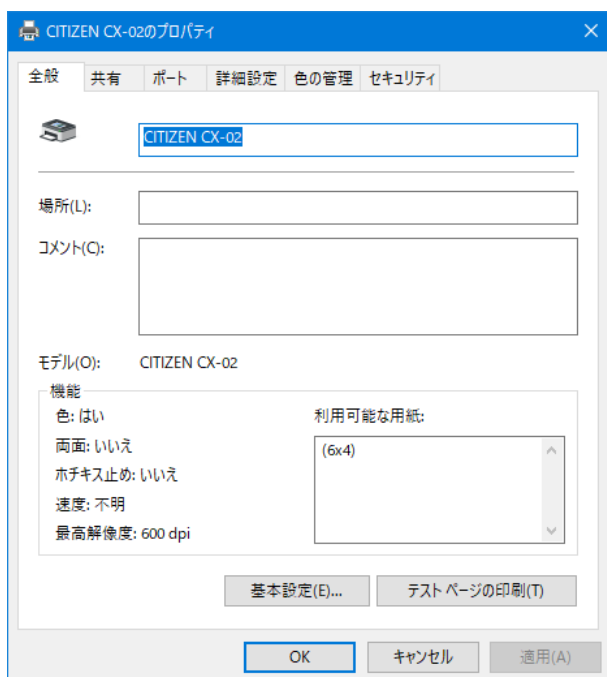 CITIZEN CX-02のプロパティ
全般 共有 ポート 詳細設定 色の管理 セキュリティ
CITIZEN CX-02
場所(L):
コメント(C):
モデル(O): CITIZEN CX-02
機能
色: はい
両面: いいえ
ホチキス止め: いいえ
速度: 不明
最高解像度: 600 dpi
利用可能な用紙:
(6x4)
基本設定(E)... テスト ページの印刷(T)
OK キャンセル 適用(A)